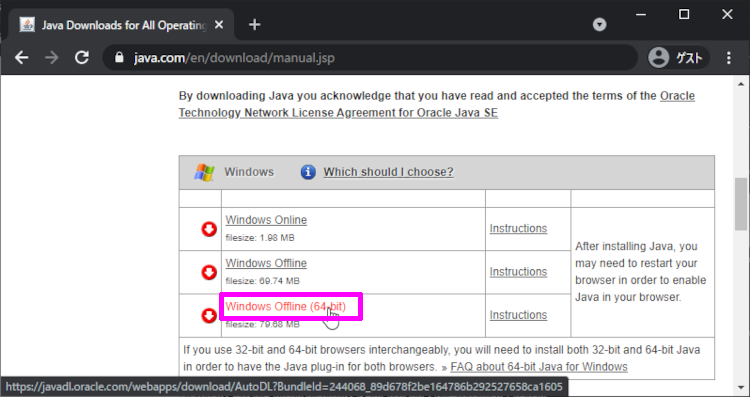 Java Downloads for All Operating
java.com/en/download/manual.jsp
ゲスト
By downloading Java you acknowledge that you have read and accepted the terms of the Oracle
Technology Network License Agreement for Oracle Java SE
Windows
Which should I choose?
Windows Online
filesize: 1.98 MB
Instructions
Windows Offline
filesize: 69.74 MB
Instructions
Windows Offline (64-bit)
filesize: 79.68 MB
Instructions
After installing Java, you
may need to restart your
browser in order to enable
Java in your browser.
If you use 32-bit and 64-bit browsers interchangeably, you will need to install both 32-bit and 64-bit Java
in order to have the Java plug-in for both browsers. » FAQ about 64-bit Java for Windows
https://javadl.oracle.com/webapps/download/AutoDL?BundleId=244068_89d678f2be164786b292527658ca1605